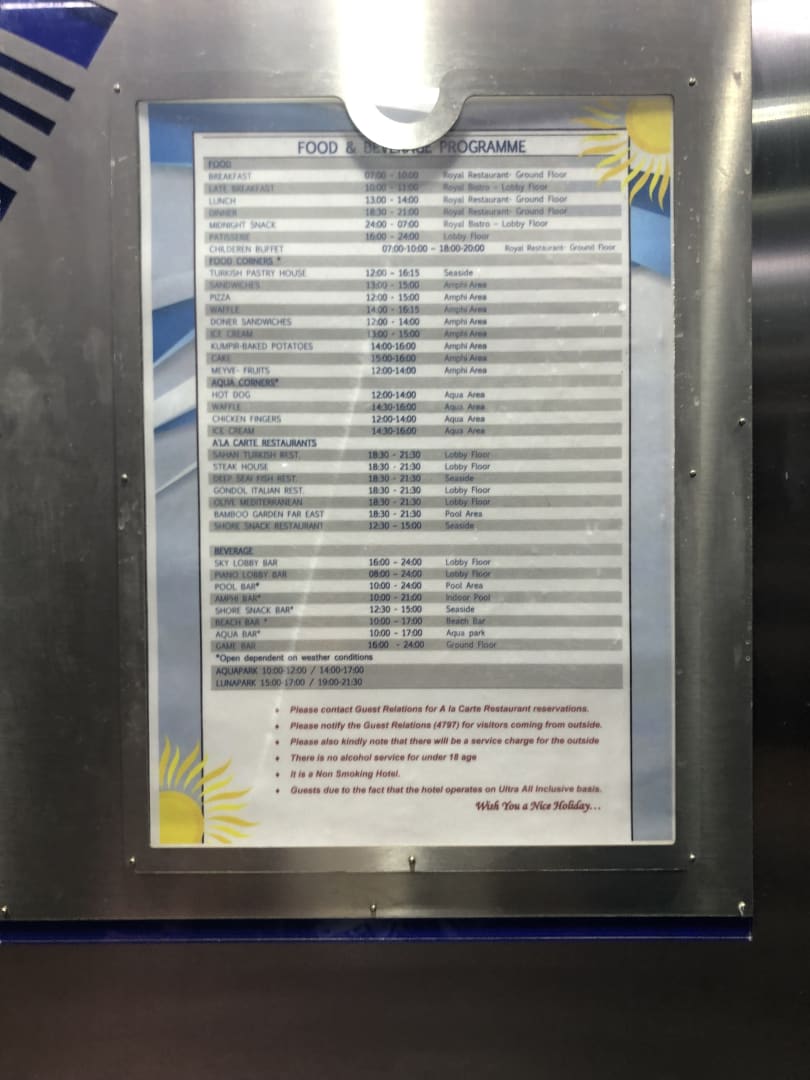 FOOD & BEVERAGE PROGRAMME
FOOD
BREAKFAST 07:00 - 10:00 Royal Restaurant- Ground Floor
LATE BREAKFAST 10:00 - 11:00 Royal Bistro - Lobby Floor
LUNCH 13.00 - 14:00 Royal Restaurant- Ground Floor
DINNER 18:30 - 21:00 Royal Restaurant- Ground Floor
MIDNIGHT SNACK 24:00 - 07:00 Royal Bistro - Lobby Floor
PATISSERIE 16:00 - 24:00 Lobby Floor
CHILDEREN BUFFET 07:00-10:00 - 18:00-20:00 Royal Restaurant- Ground Floor
FOOD CORNERS *
TURKISH PASTRY HOUSE 12:00 - 16:15 Seaside
SANDWICHES 13:00 - 15:00 Amphi Area
PIZZA 12:00 - 15:00 Amphi Area
WAFFLE 14:00 - 16:15 Amphi Area
DONER SANDWICHES 12:00 - 14:00 Amphi Area
ICE CREAM 13:00 - 15:00 Amphi Area
KUMPIR-BAKED POTATOES 14:00-16:00 Amphi Area
CAKE 15:00-16:00 Amphi Area
MEYVE- FRUITS 12:00-14:00 Amphi Area
AQUA CORNERS*
HOT DOG 12:00-14:00 Aqua Area
WAFFLE 14:30-16:00 Aqua Area
CHICKEN FINGERS 12:00-14:00 Aqua Area
ICE CREAM 14:30-16:00 Aqua Area
A'LA CARTE RESTAURANTS
SAHAN TURKISH REST. 18:30 - 21:30 Lobby Floor
STEAK HOUSE 18:30 - 21:30 Lobby Floor
DEEP SEA FISH REST. 18:30 - 21:30 Seaside
GONDOL ITALIAN REST. 18:30 - 21:30 Lobby Floor
OLIVE MEDITERRANEAN 18:30 - 21:30 Lobby Floor
BAMBOO GARDEN FAR EAST 18:30 - 21:30 Pool Area
SHORE SNACK RESTAURANT 12:30 - 15:00 Seaside
BEVERAGE
SKY LOBBY BAR 16:00 - 24:00 Lobby Floor
PIANO LOBBY BAR 08:00 - 24:00 Lobby Floor
POOL BAR* 10:00 - 24:00 Pool Area
AMPHI BAR* 10:00 - 21:00 Indoor Pool
SHORE SNACK BAR* 12:30 - 15:00 Seaside
BEACH BAR * 10:00 - 17:00 Beach Bar
AQUA BAR* 10:00 - 17:00 Aqua park
GAME BAR 16:00 - 24:00 Ground Floor
*Open dependent on weather conditions
AQUAPARK 10:00-12:00 / 14:00-17:00
LUNAPARK 15:00-17:00 / 19:00-21:30
• Please contact Guest Relations for A la Carte Restaurant reservations.
• Please notify the Guest Relations (4797) for visitors coming from outside.
• Please also kindly note that there will be a service charge for the outside
• There is no alcohol service for under 18 age
• It is a Non Smoking Hotel.
• Guests due to the fact that the hotel operates on Ultra All Inclusive basis.
Wish You a Nice Holiday...